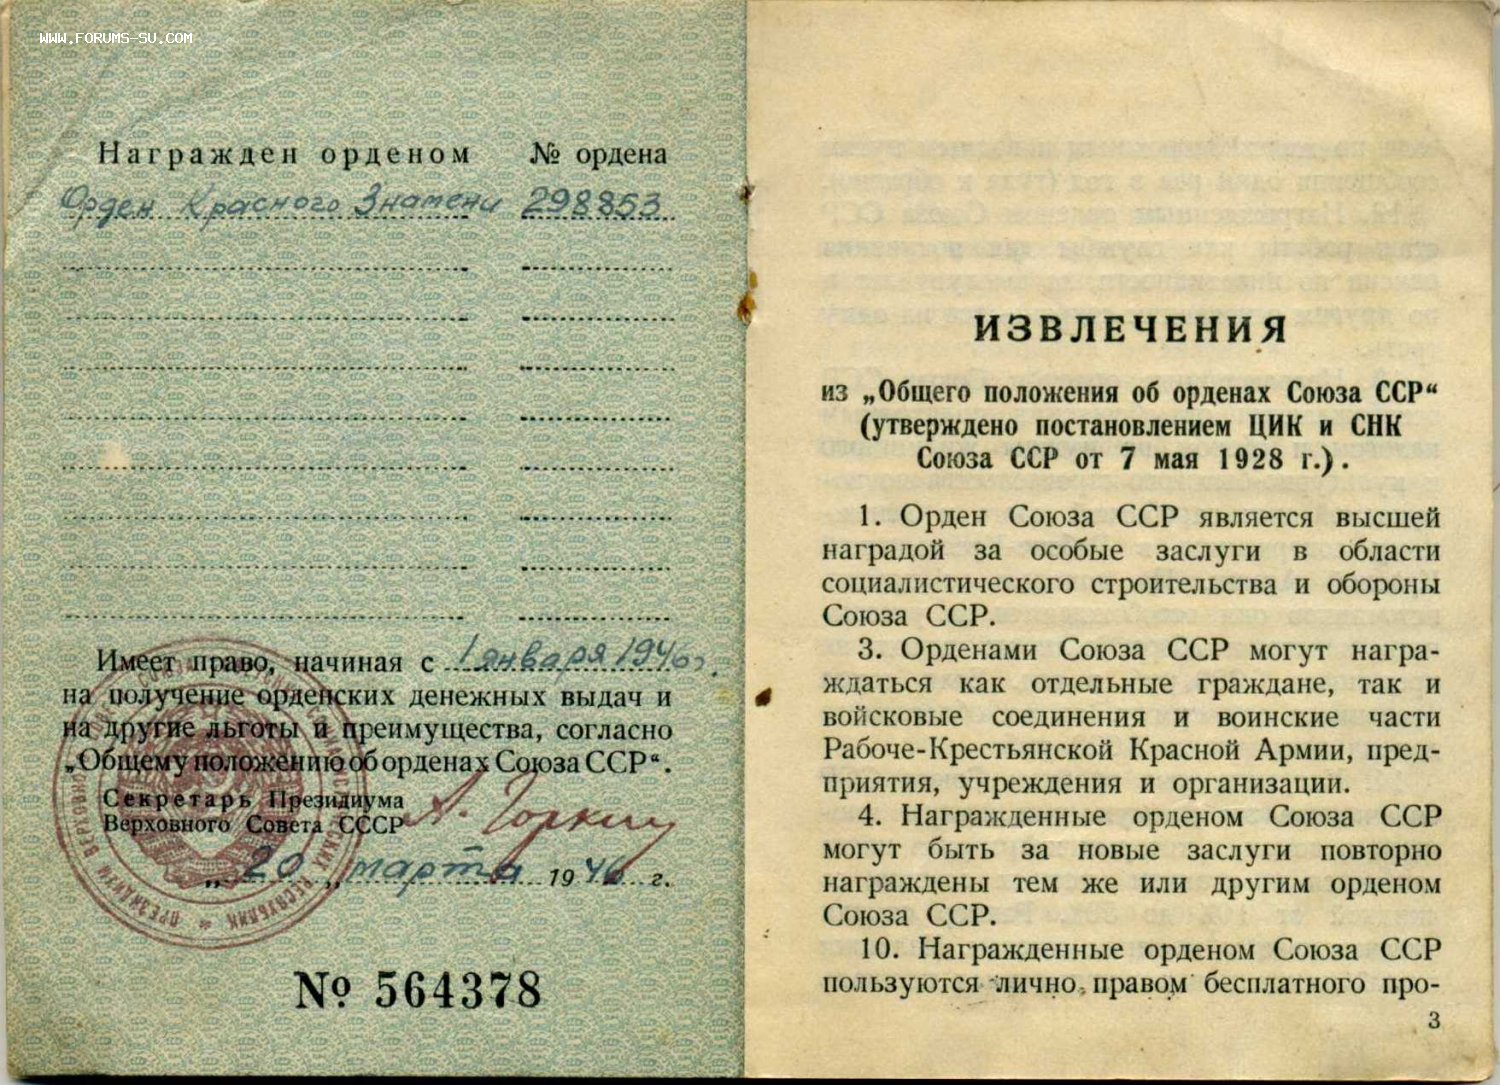 WWW.FORUMS-SU.COM
Награжден орденом № ордена
Орден Красного Знамени 298853
Имеет право, начиная с 1 января 1946 г.
на получение орденских денежных выдач и
на другие льготы и преимущества, согласно
„Общему положению об орденах Союза ССР“.
Секретарь Президиума
Верховного Совета СССР А. Горкин
„20„ марта 1946 г.
№ 564378
ИЗВЛЕЧЕНИЯ
из „Общего положения об орденах Союза ССР“
(утверждено постановлением ЦИК и СНК
Союза ССР от 7 мая 1928 г.).
1. Орден Союза ССР является высшей
наградой за особые заслуги в области
социалистического строительства и обороны
Союза ССР.
3. Орденами Союза ССР могут награ-
ждаться как отдельные граждане, так и
войсковые соединения и воинские части
Рабоче-Крестьянской Красной Армии, пред-
приятия, учреждения и организации.
4. Награжденные орденом Союза ССР
могут быть за новые заслуги повторно
награждены тем же или другим орденом
Союза ССР.
10. Награжденные орденом Союза ССР
пользуются лично правом бесплатного про-
3